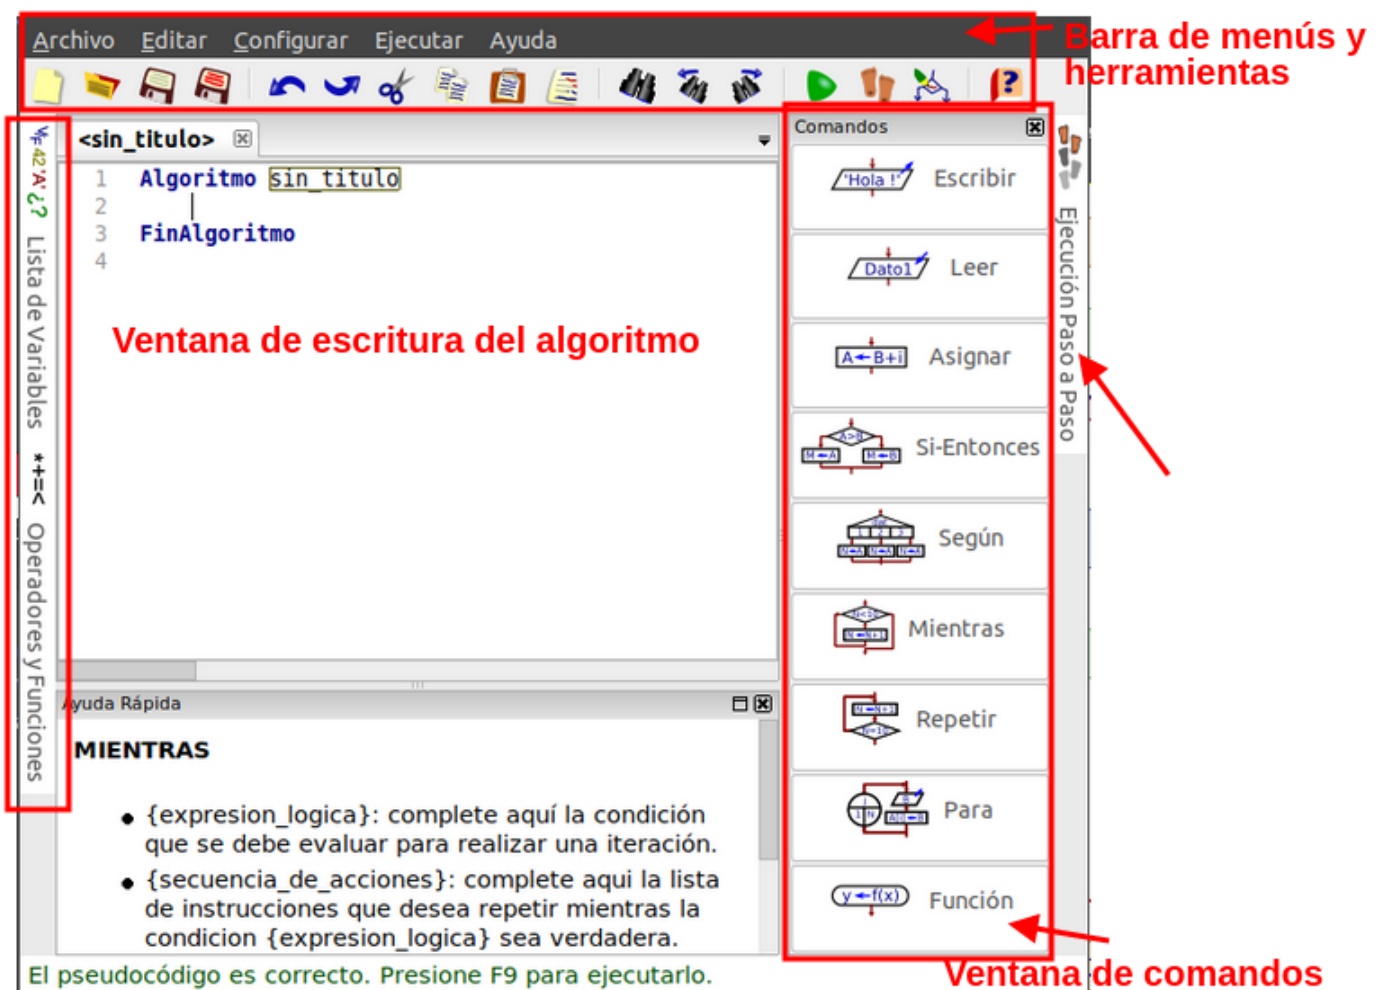 Archivo Editar Configurar Ejecutar Ayuda
Barra de menús y
herramientas
<sin_titulo>
1 Algoritmo sin_titulo
2
3 FinAlgoritmo
4
Ventana de escritura del algoritmo
42 'A' ¿? Lista de Variables
*+=< Operadores y Funciones
Comandos
'Hola !' Escribir
Dato1 Leer
A←B+i Asignar
A>B M←A M←B Si-Entonces
Según
Mientras
Repetir
Para
y←f(x) Función
Ejecución Paso a Paso
Ayuda Rápida
MIENTRAS
● {expresion_logica}: complete aquí la condición
que se debe evaluar para realizar una iteración.
● {secuencia_de_acciones}: complete aqui la lista
de instrucciones que desea repetir mientras la
condicion {expresion_logica} sea verdadera.
El pseudocódigo es correcto. Presione F9 para ejecutarlo.
Ventana de comandos